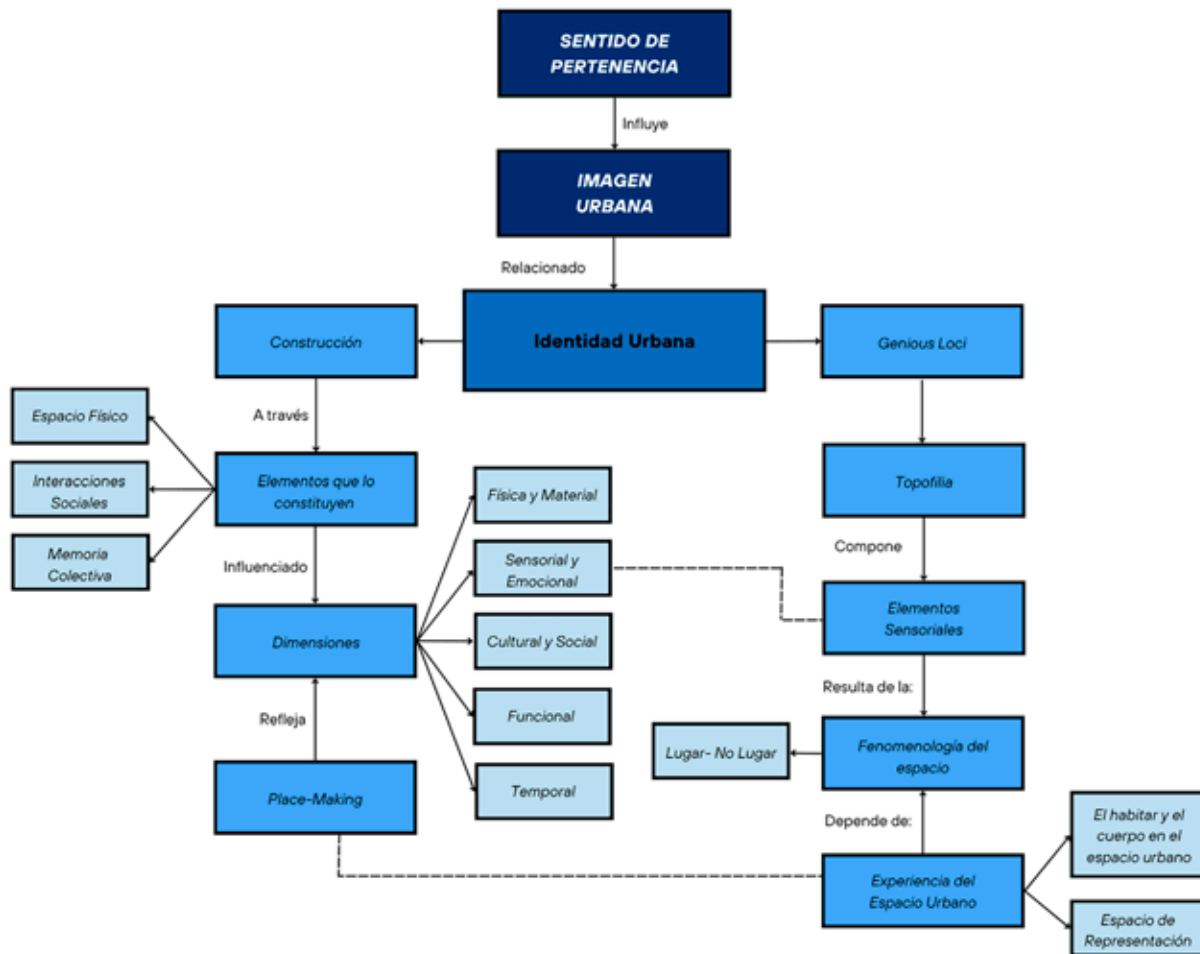 SENTIDO DE
PERTENENCIA
Influye
IMAGEN
URBANA
Relacionado
Identidad Urbana
Construcción
A través
Elementos que lo
constituyen
Espacio Físico
Interacciones
Sociales
Memoria
Colectiva
Influenciado
Dimensiones
Refleja
Place-Making
Física y Material
Sensorial y
Emocional
Cultural y Social
Funcional
Temporal
Genious Loci
Topofilia
Compone
Elementos
Sensoriales
Resulta de la:
Fenomenología del
espacio
Lugar- No Lugar
Depende de:
Experiencia del
Espacio Urbano
El habitar y el
cuerpo en el
espacio urbano
Espacio de
Representación